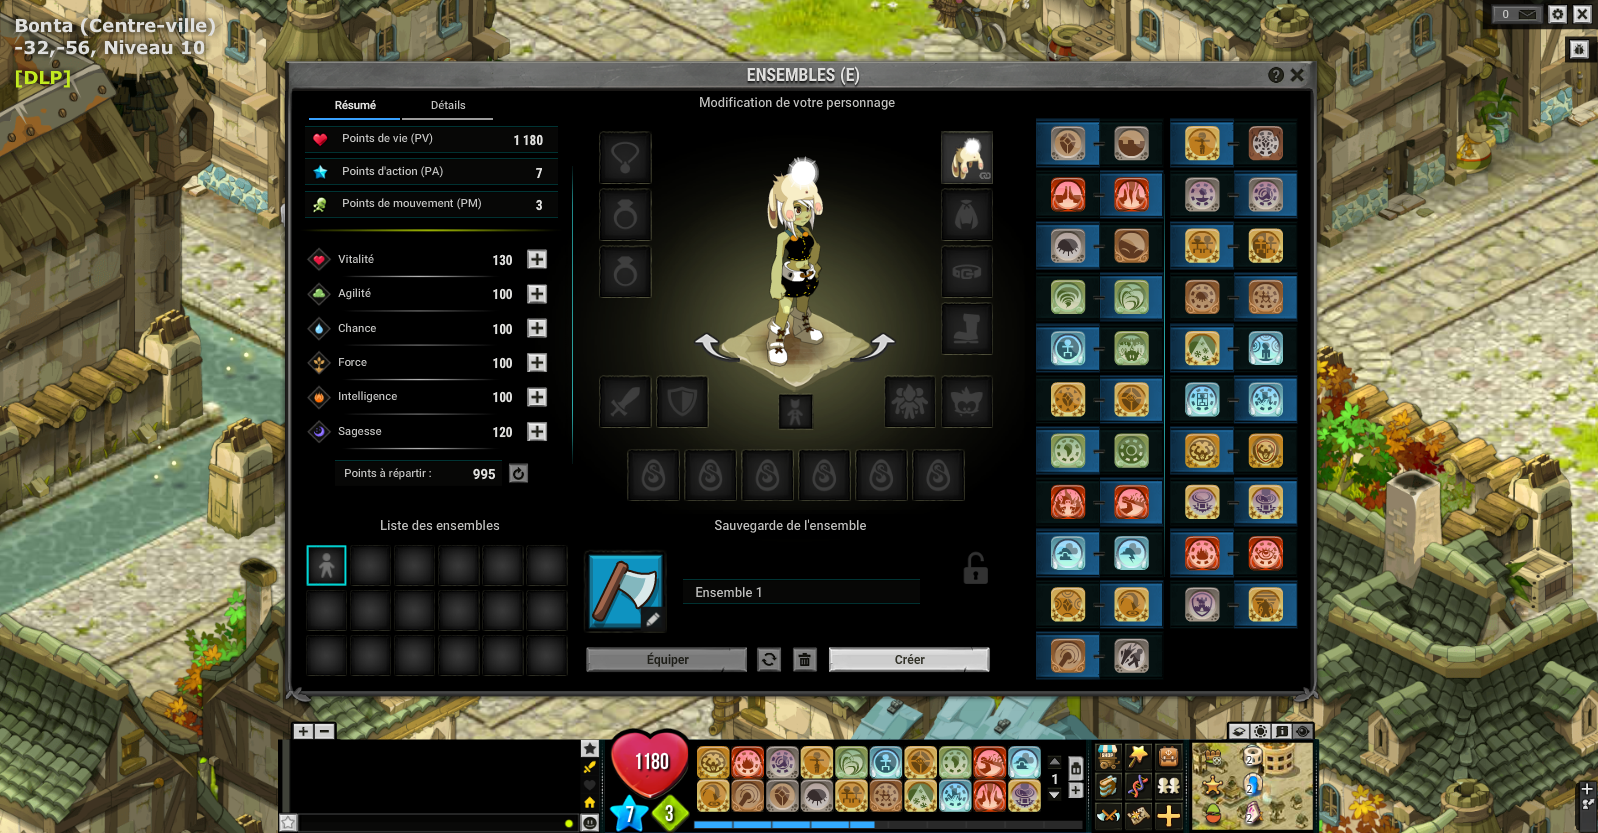 Bonta (Centre-ville)
-32,-56, Niveau 10
[DLP]
0
ENSEMBLES (E)
?
Résumé
Détails
Modification de votre personnage
Points de vie (PV) 1 180
Points d'action (PA) 7
Points de mouvement (PM) 3
Vitalité 130
Agilité 100
Chance 100
Force 100
Intelligence 100
Sagesse 120
Points à répartir : 995
Liste des ensembles
Sauvegarde de l'ensemble
Ensemble 1
Équiper
Créer
1180
7
3
1
2
2
2